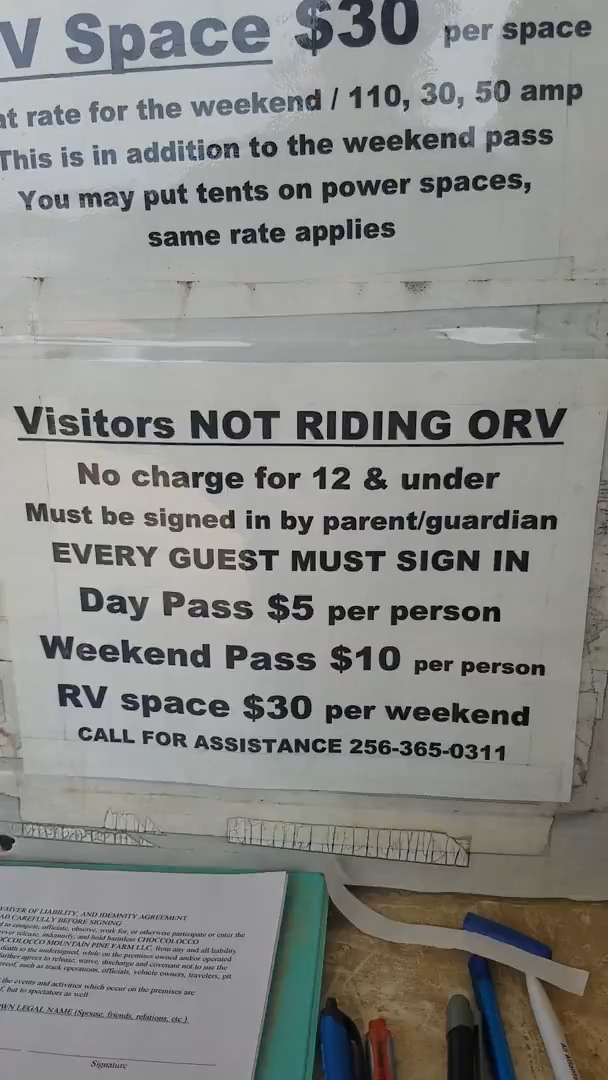 V Space $30 per space
at rate for the weekend / 110, 30, 50 amp
This is in addition to the weekend pass
You may put tents on power spaces,
same rate applies
Visitors NOT RIDING ORV
No charge for 12 & under
Must be signed in by parent/guardian
EVERY GUEST MUST SIGN IN
Day Pass $5 per person
Weekend Pass $10 per person
RV space $30 per weekend
CALL FOR ASSISTANCE 256-365-0311
WAIVER OF LIABILITY, AND IDEMNITY AGREEMENT
AD CAREFULLY BEFORE SIGNING
d to compete, officiate, observe, work for, or otherwise participate or enter the
rever release, indemnify, and hold harmless CHOCCOLOCCO
OCCOLOCCO MOUNTAIN PINE FARM LLC, from any and all liability
death to the undersigned, while on the premises owned and/or operated
further agrees to release, waive, discharge and covenant not to use the
ered, such as track operations, officials, vehicle owners, travelers, pit
the events and activities which occur on the premises are
f, but to spectators as well
WN LEGAL NAME (Spouse, friends, relations, etc.)
Signature